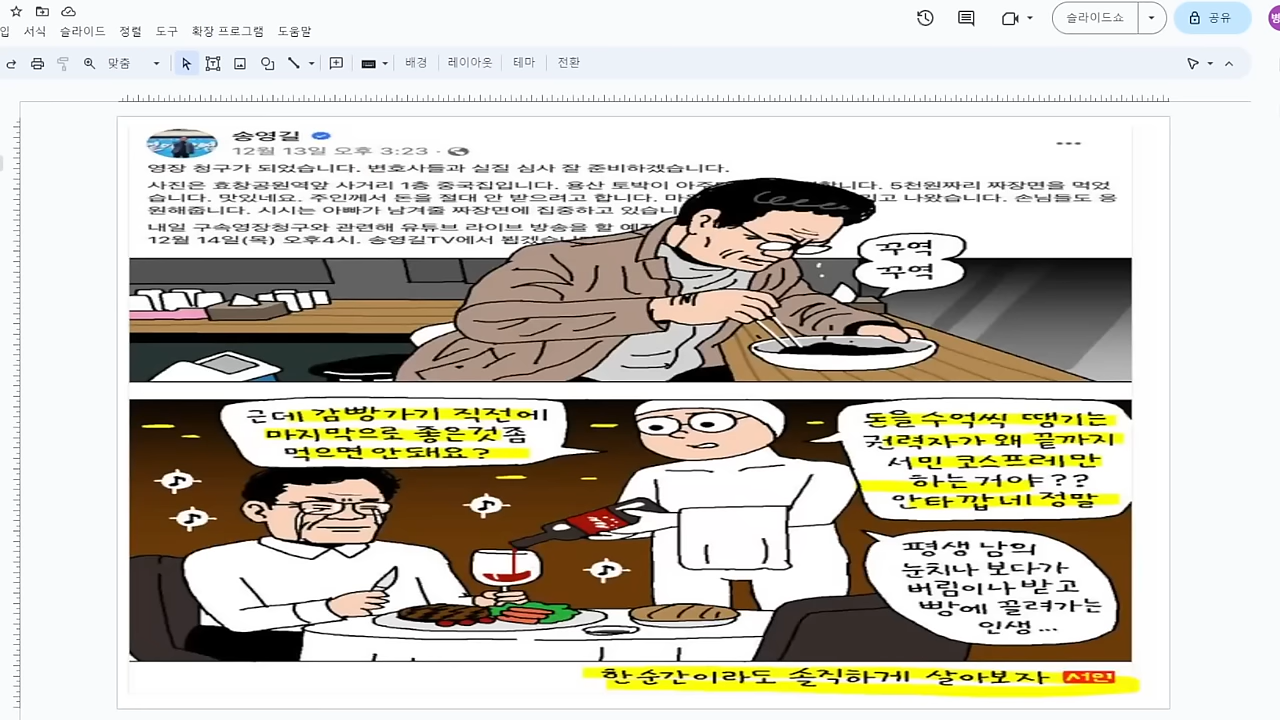 입 서식 슬라이드 정렬 도구 확장 프로그램 도움말
슬라이드쇼
공유
맞춤
배경 레이아웃 테마 전환
송영길
12월 13일 오후 3:23
영장 청구가 되었습니다. 변호사들과 실질 심사 잘 준비하겠습니다.
사진은 효창공원역앞 사거리 1층 중국집입니다. 용산 토박이 아주 합니다. 5천원짜리 짜장면을 먹었
습니다. 맛있네요. 주인께서 돈을 절대 안 받으려고 합니다. 나왔습니다. 손님들도 응
원해줍니다. 시시는 아빠가 남겨줄 짜장면에 집중하고
내일 구속영장청구와 관련해 유튜브 라이브 방송을 할
12월 14일(목) 오후4시. 송영길TV에서
꾸역
꾸역
근데 감빵가기 직전에
마지막으로 좋은것좀
먹으면 안돼요?
돈을 수억씩 땡기는
권력자가 왜 끝까지
서민 코스프레만
하는 거야??
안타깝네 정말
평생 남의
눈치나 보다가
버림이나 받고
빵에 끌려가는
인생...
한순간이라도 솔직하게 살아보자 서민